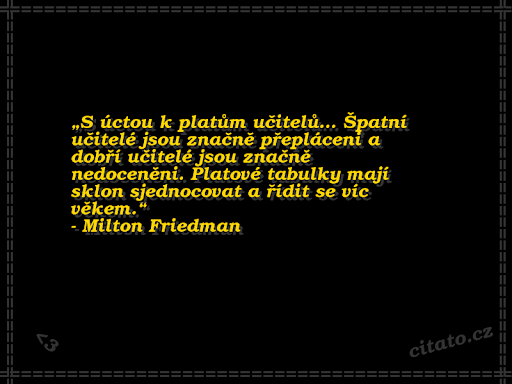 „S úctou k platům učitelů... Špatní
učitelé jsou značně přepláceni a
dobří učitelé jsou značně
nedoceněni. Platové tabulky mají
sklon sjednocovat a řídit se víc
věkem.“
- Milton Friedman
<3
citato.cz